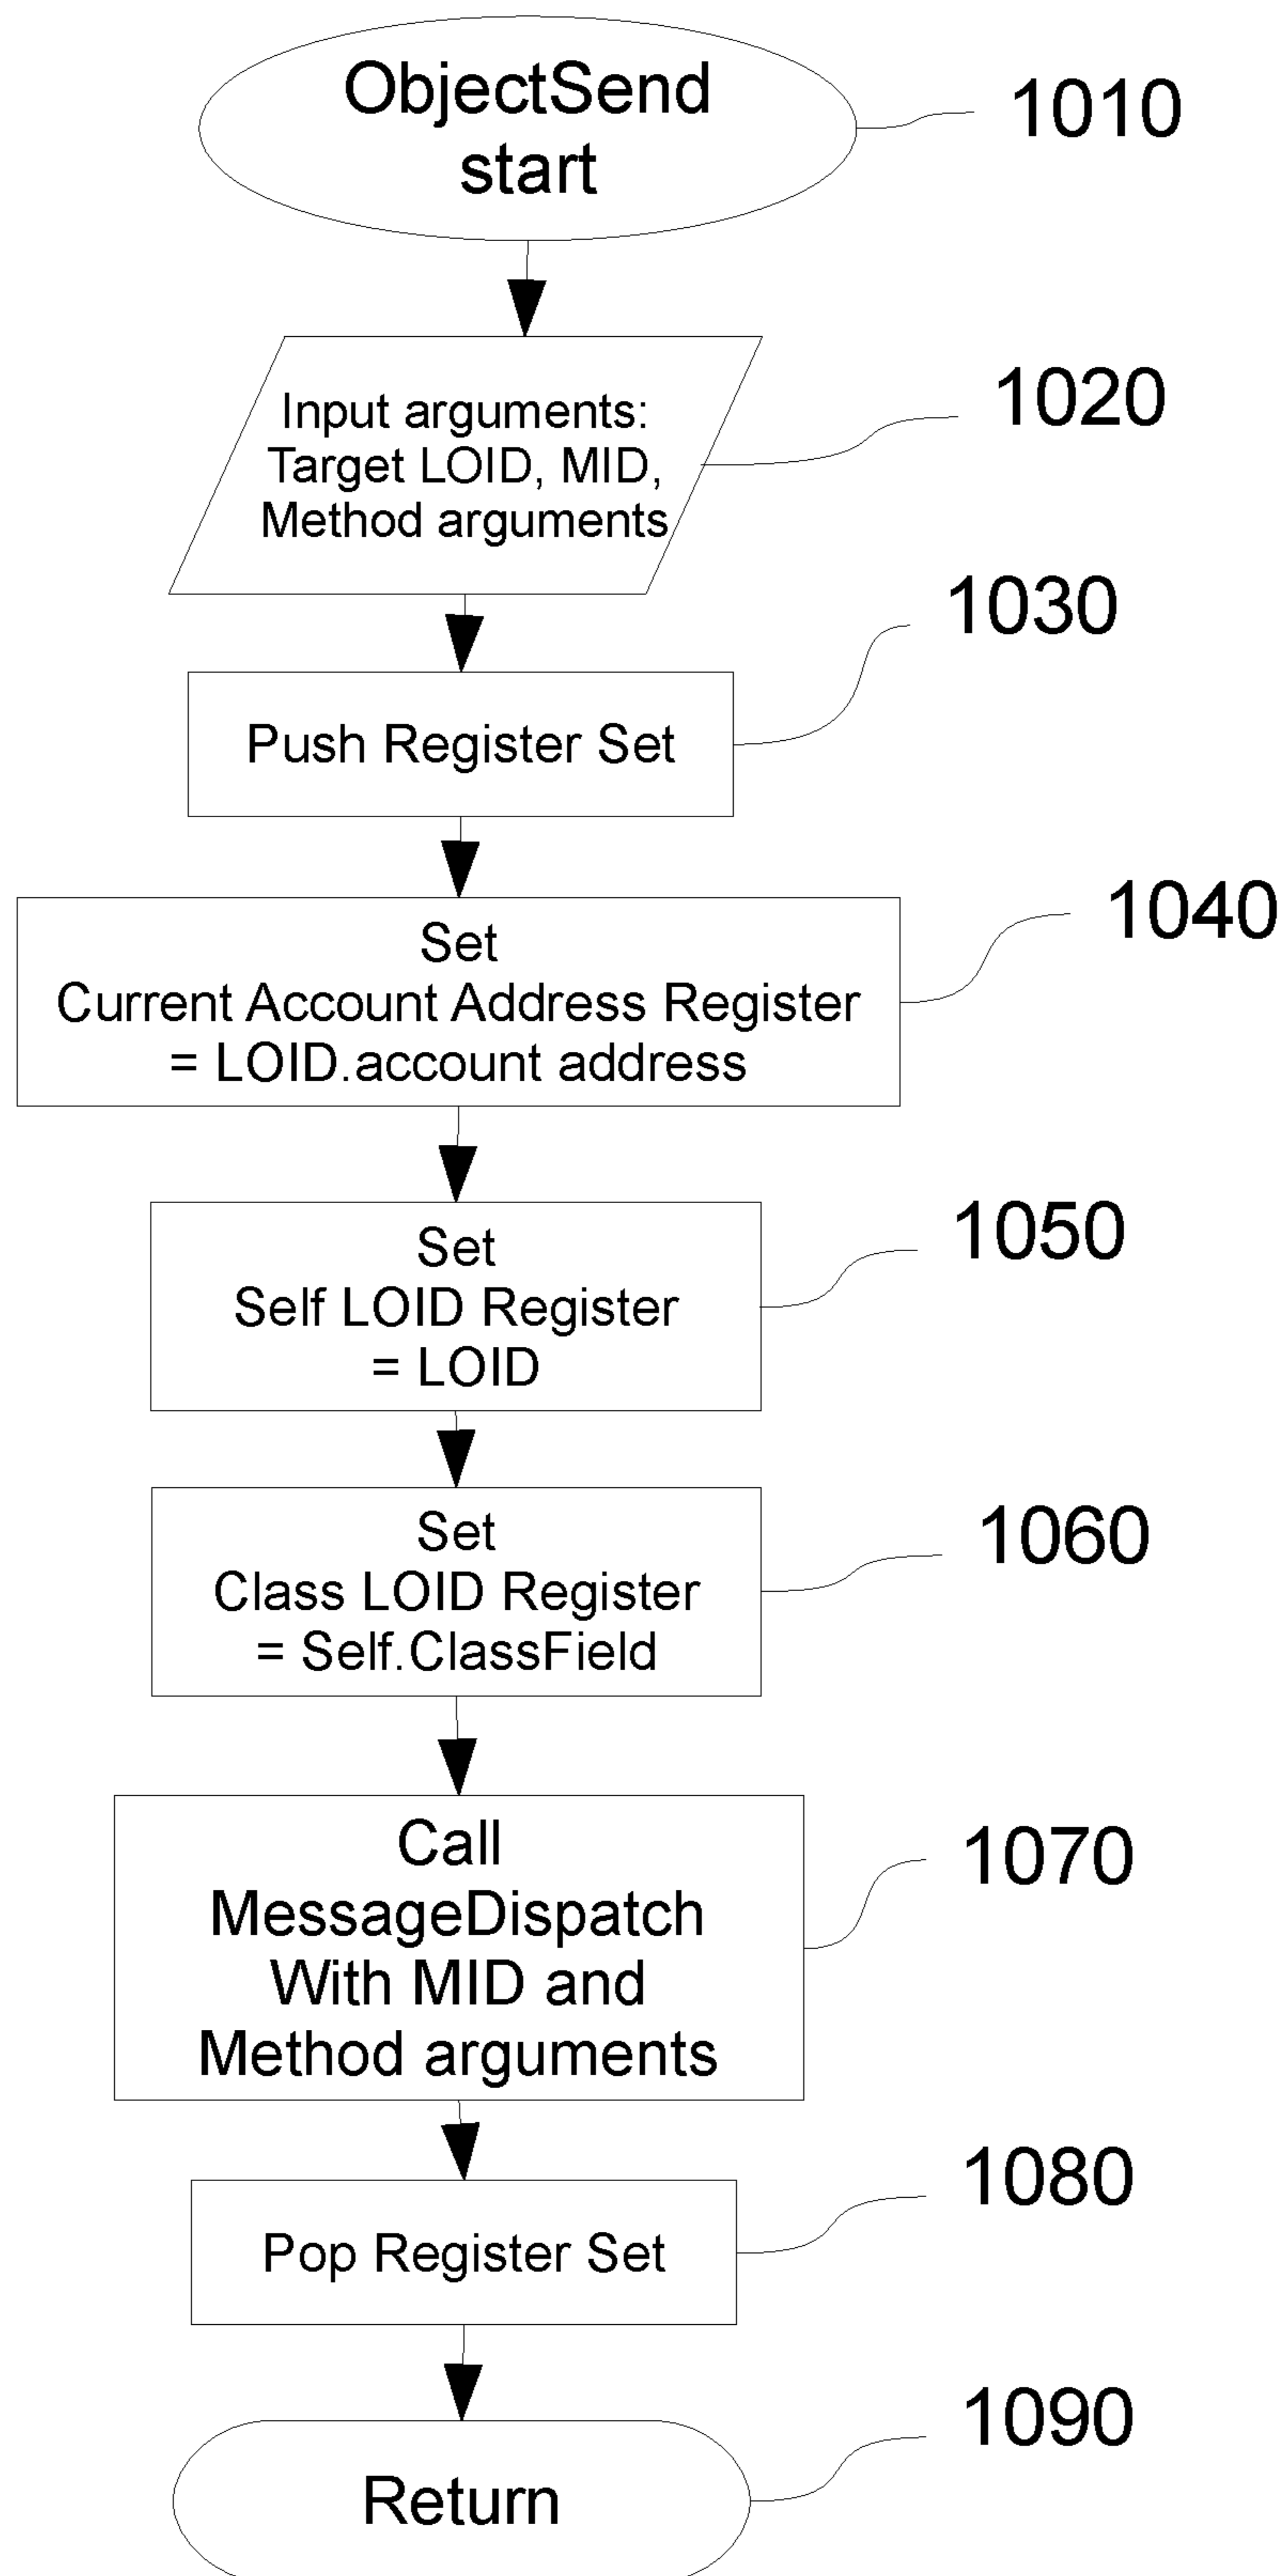 ObjectSend
start
1010
Input arguments:
Target LOID, MID,
Method arguments
1020
Push Register Set
1030
Set
Current Account Address Register
= LOID.account address
1040
Set
Self LOID Register
= LOID
1050
Set
Class LOID Register
= Self.ClassField
1060
Call
MessageDispatch
With MID and
Method arguments
1070
Pop Register Set
1080
Return
1090